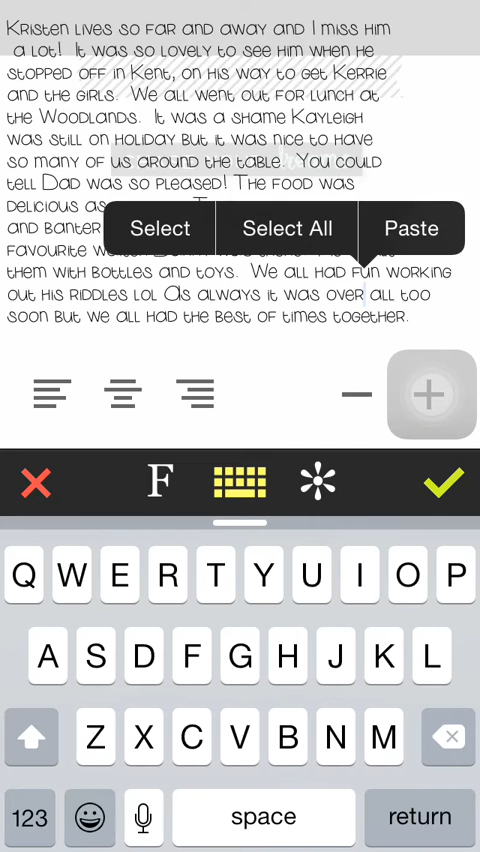 Kristen lives so far and away and I miss him
a lot! It was so lovely to see him when he
stopped off in Kent, on his way to get Kerrie
and the girls. We all went out for lunch at
the Woodlands. It was a shame Kayleigh
was still on holiday but it was nice to have
so many of us around the table. You could
tell Dad was so pleased! The food was
delicious as
and banter
favourite
them with bottles and toys. We all had fun working
out his riddles lol As always it was over all too
soon but we all had the best of times together.
Select
Select All
Paste
F
Q W E R T Y U I O P
A S D F G H J K L
Z X C V B N M
123
space
return